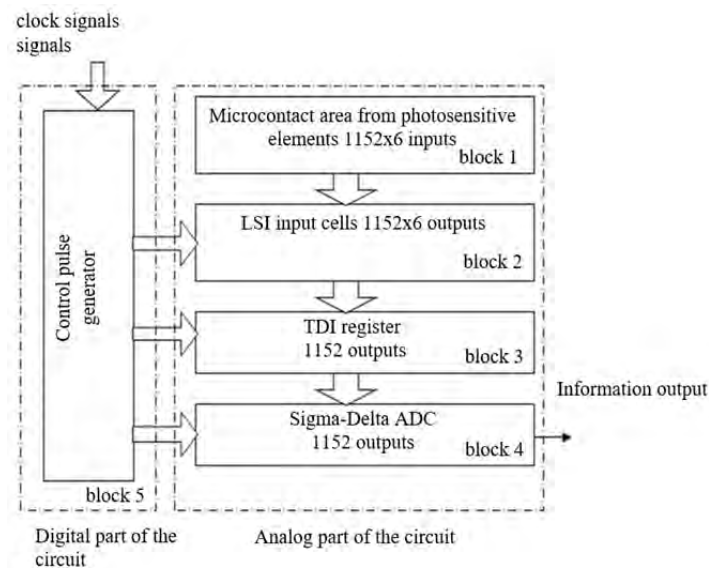 clock signals
signals
Microcontact area from photosensitive
elements 1152x6 inputs
block 1
LSI input cells 1152x6 outputs
block 2
Control pulse
generator
TDI register
1152 outputs
block 3
Information output
Sigma-Delta ADC
1152 outputs
block 4
block 5
Digital part of the
circuit
Analog part of the circuit